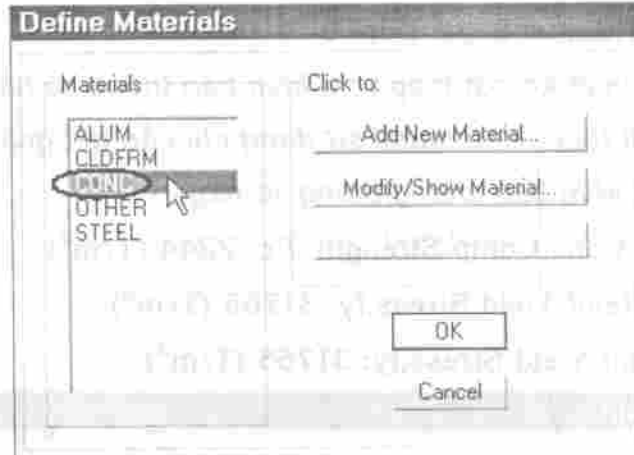 Define Materials
Materials
Click to:
ALUM
CLDFRM
CONC
OTHER
STEEL
Add New Material...
Modify/Show Material...
OK
Cancel